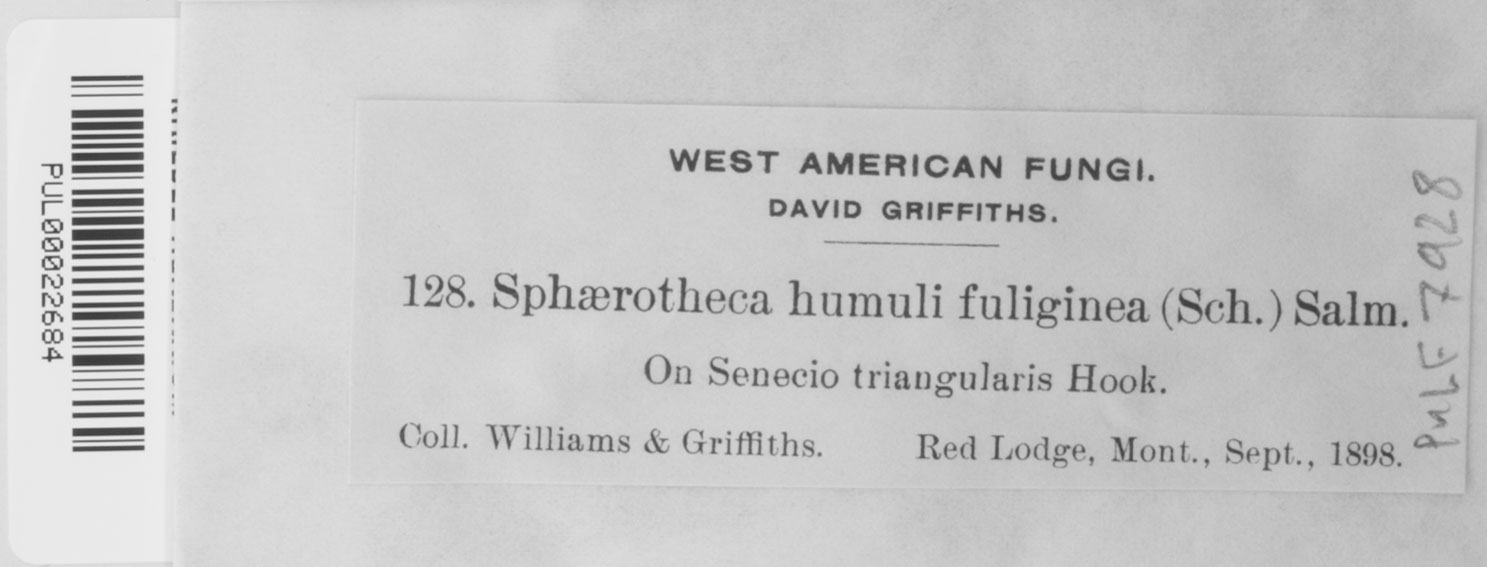 WEST AMERICAN FUNGI.
DAVID GRIFFITHS.
128. Sphærotheca humuli fuliginea (Sch.) Salm.
On Senecio triangularis Hook.
Coll. Williams & Griffiths. Red Lodge, Mont., Sept., 1898.
PULF 7928
PUL00022684